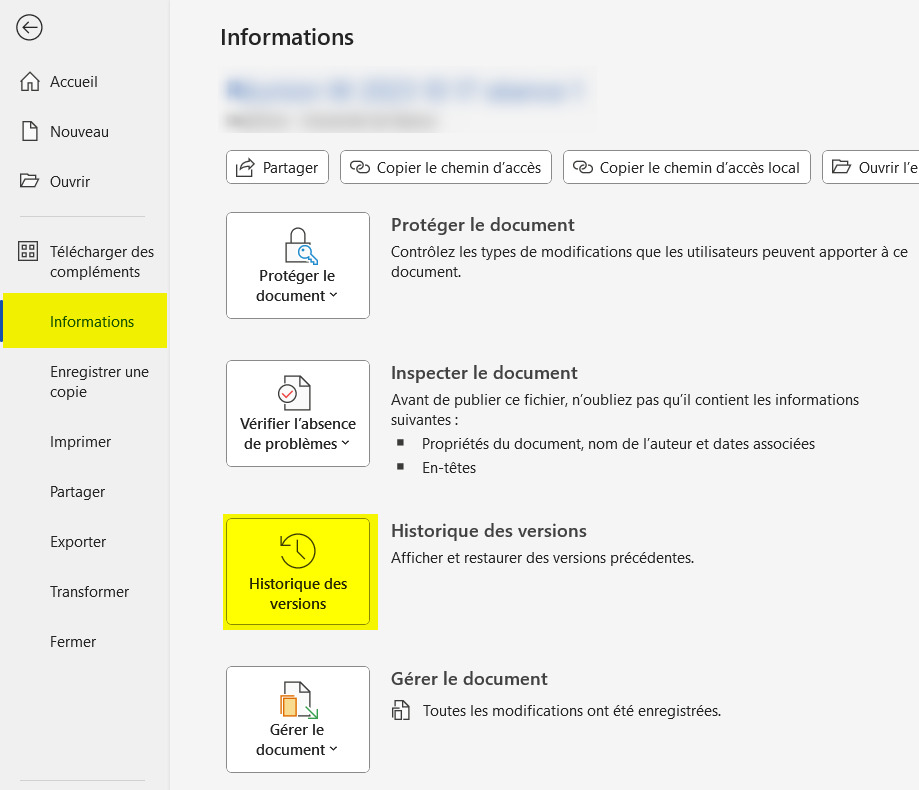 Informations
Accueil
Nouveau
Ouvrir
Télécharger des
compléments
Informations
Enregistrer une
copie
Imprimer
Partager
Exporter
Transformer
Fermer
Partager
Copier le chemin d’accès
Copier le chemin d’accès local
Ouvrir l’e
Protéger le
document
Protéger le document
Contrôlez les types de modifications que les utilisateurs peuvent apporter à ce
document.
Vérifier l’absence
de problèmes
Inspecter le document
Avant de publier ce fichier, n’oubliez pas qu’il contient les informations
suivantes :
Propriétés du document, nom de l’auteur et dates associées
En-têtes
Historique des
versions
Historique des versions
Afficher et restaurer des versions précédentes.
Gérer le
document
Gérer le document
Toutes les modifications ont été enregistrées.